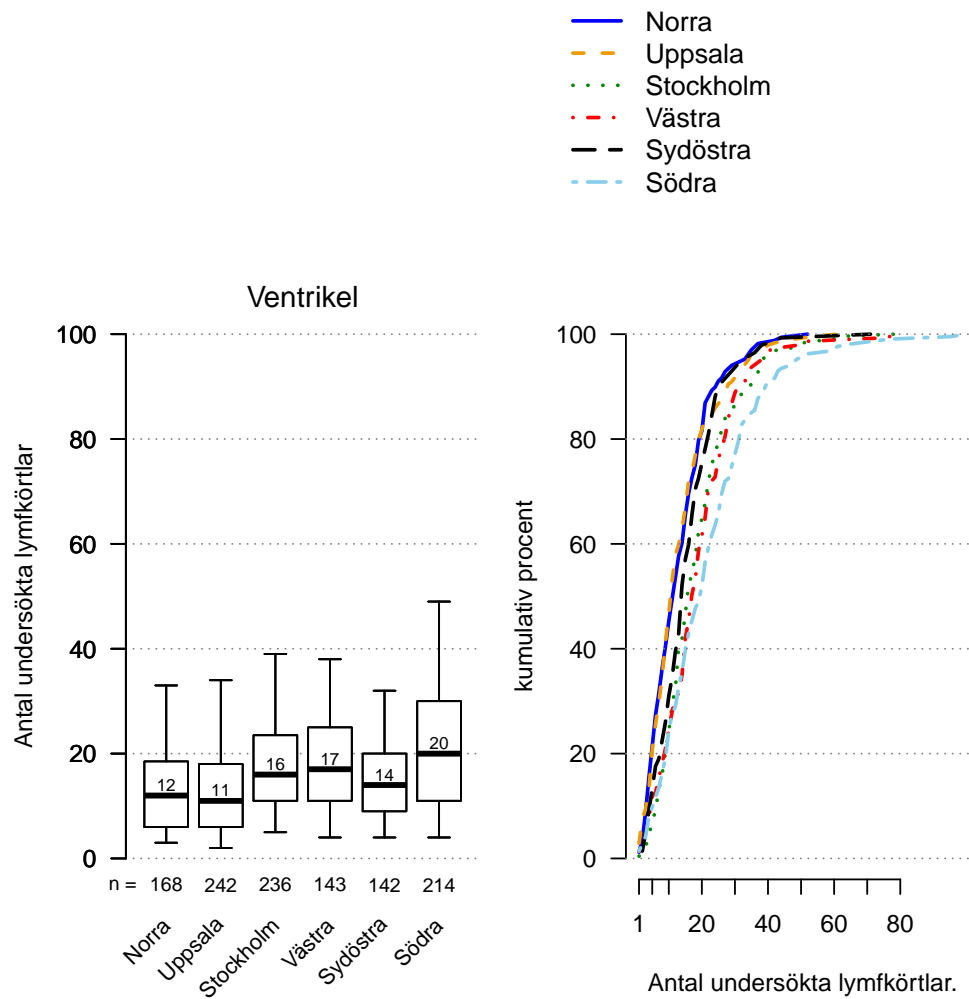 Norra
Uppsala
Stockholm
Västra
Sydöstra
Södra
Ventrikel
Antal undersökta lymfkörtlar
100
80
60
40
20
0
12
11
16
17
14
20
n = 168 242 236 143 142 214
Norra
Uppsala
Stockholm
Västra
Sydöstra
Södra
kumulativ procent
100
80
60
40
20
0
1 20 40 60 80
Antal undersökta lymfkörtlar.